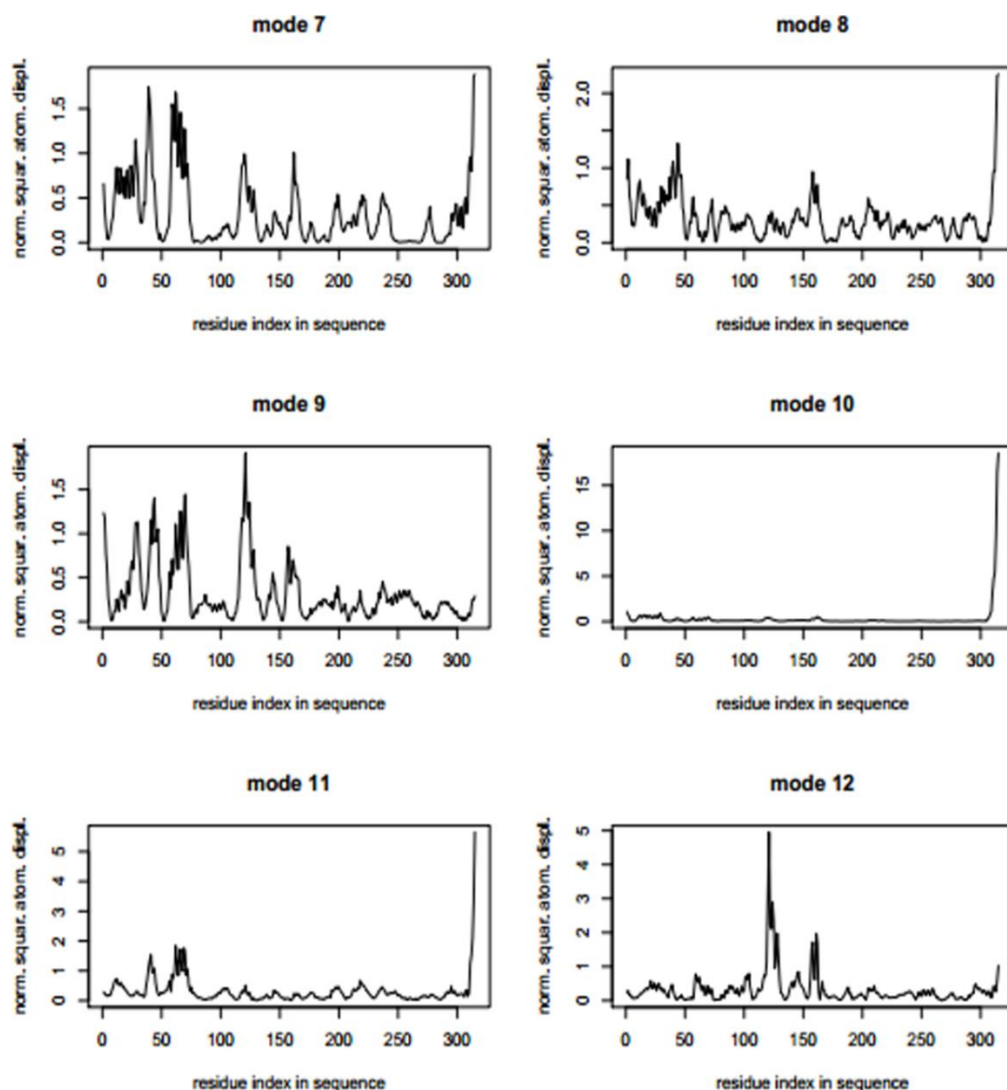 mode 7
norm. squar. atom. displ.
0.0 0.5 1.0 1.5
0 50 100 150 200 250 300
residue index in sequence
mode 8
norm. squar. atom. displ.
0.0 1.0 2.0
0 50 100 150 200 250 300
residue index in sequence
mode 9
norm. squar. atom. displ.
0.0 0.5 1.0 1.5
0 50 100 150 200 250 300
residue index in sequence
mode 10
norm. squar. atom. displ.
0 5 10 15
0 50 100 150 200 250 300
residue index in sequence
mode 11
norm. squar. atom. displ.
0 1 2 3 4 5
0 50 100 150 200 250 300
residue index in sequence
mode 12
norm. squar. atom. displ.
0 1 2 3 4 5
0 50 100 150 200 250 300
residue index in sequence